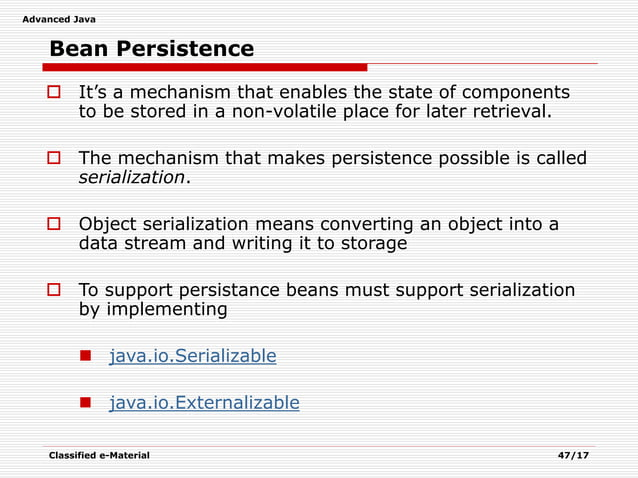 Advanced Java
Bean Persistence
It’s a mechanism that enables the state of components
to be stored in a non-volatile place for later retrieval.
The mechanism that makes persistence possible is called
serialization.
Object serialization means converting an object into a
data stream and writing it to storage
To support persistance beans must support serialization
by implementing
java.io.Serializable
java.io.Externalizable
Classified e-Material
47/17